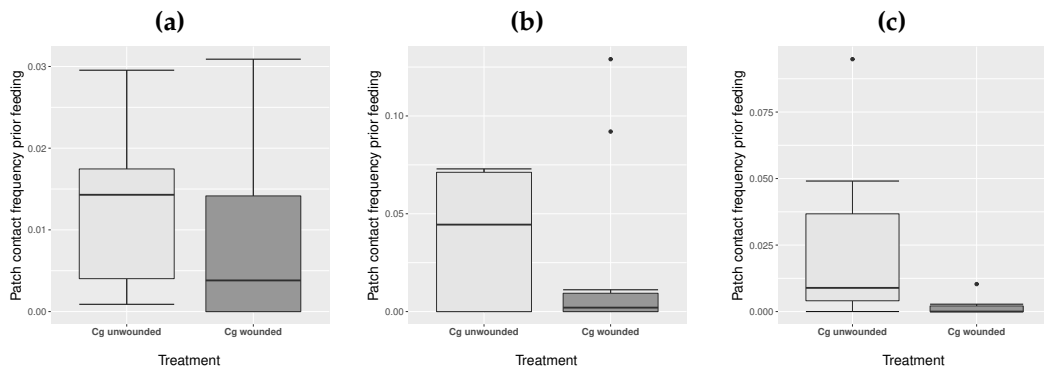 (a)
Patch contact frequency prior feeding
0.03
0.02
0.01
0.00
Cg unwounded Cg wounded
Treatment
(b)
Patch contact frequency prior feeding
0.10
0.05
0.00
Cg unwounded Cg wounded
Treatment
(c)
Patch contact frequency prior feeding
0.075
0.050
0.025
0.000
Cg unwounded Cg wounded
Treatment